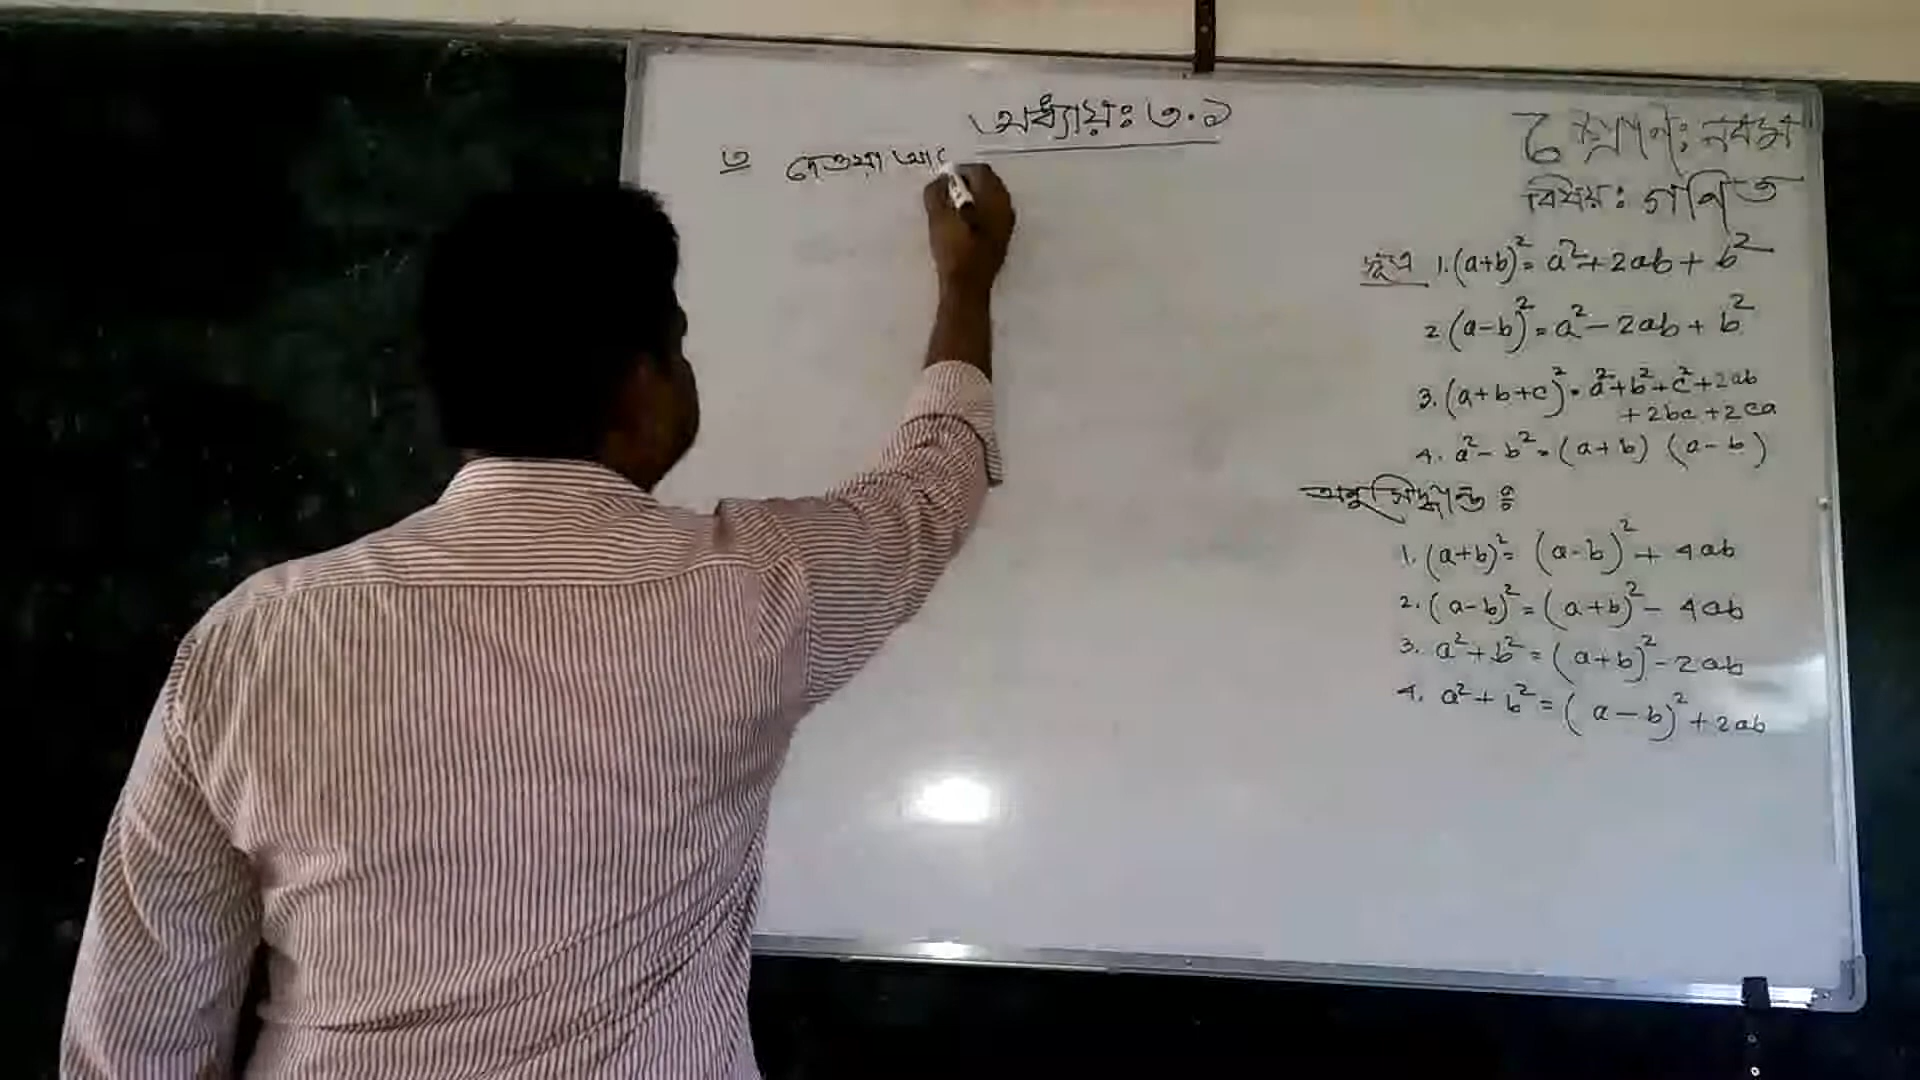 অধ্যায়ঃ ৩.১
শ্রেণিঃ নবম
বিষয়ঃ গণিত
৩ দেওয়া আ
সূত্র 1. (a+b)² = a² + 2ab + b²
2 (a-b)² = a² - 2ab + b²
3. (a+b+c)² = a²+b²+c²+2ab
+2bc+2ca
4. a² - b² = (a+b) (a-b)
অনুসিদ্ধান্ত ঃ
1. (a+b)² = (a-b)² + 4ab
2. (a-b)² = (a+b)² - 4ab
3. a²+b² = (a+b)² - 2ab
4. a² + b² = (a-b)² + 2ab